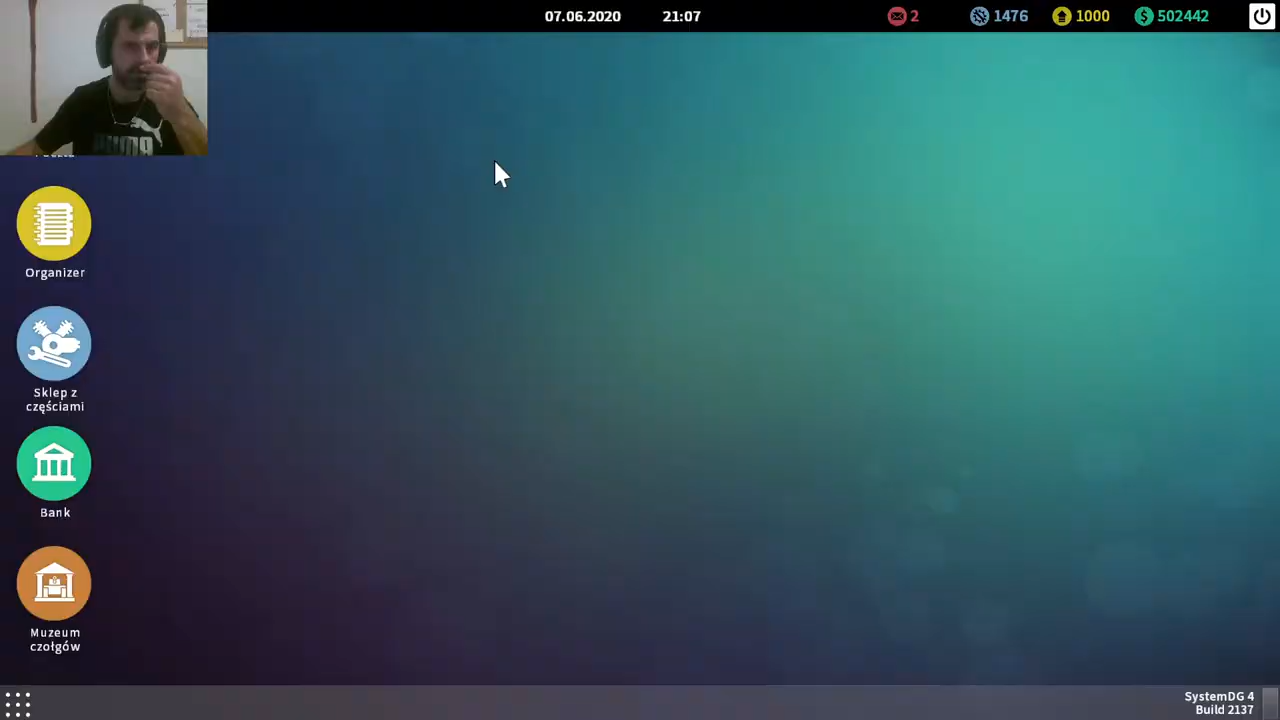 07.06.2020 21:07 2 1476 1000 502442
PUMA
Organizer
Sklep z
częściami
Bank
Muzeum
czołgów
SystemDG 4
Build 2137